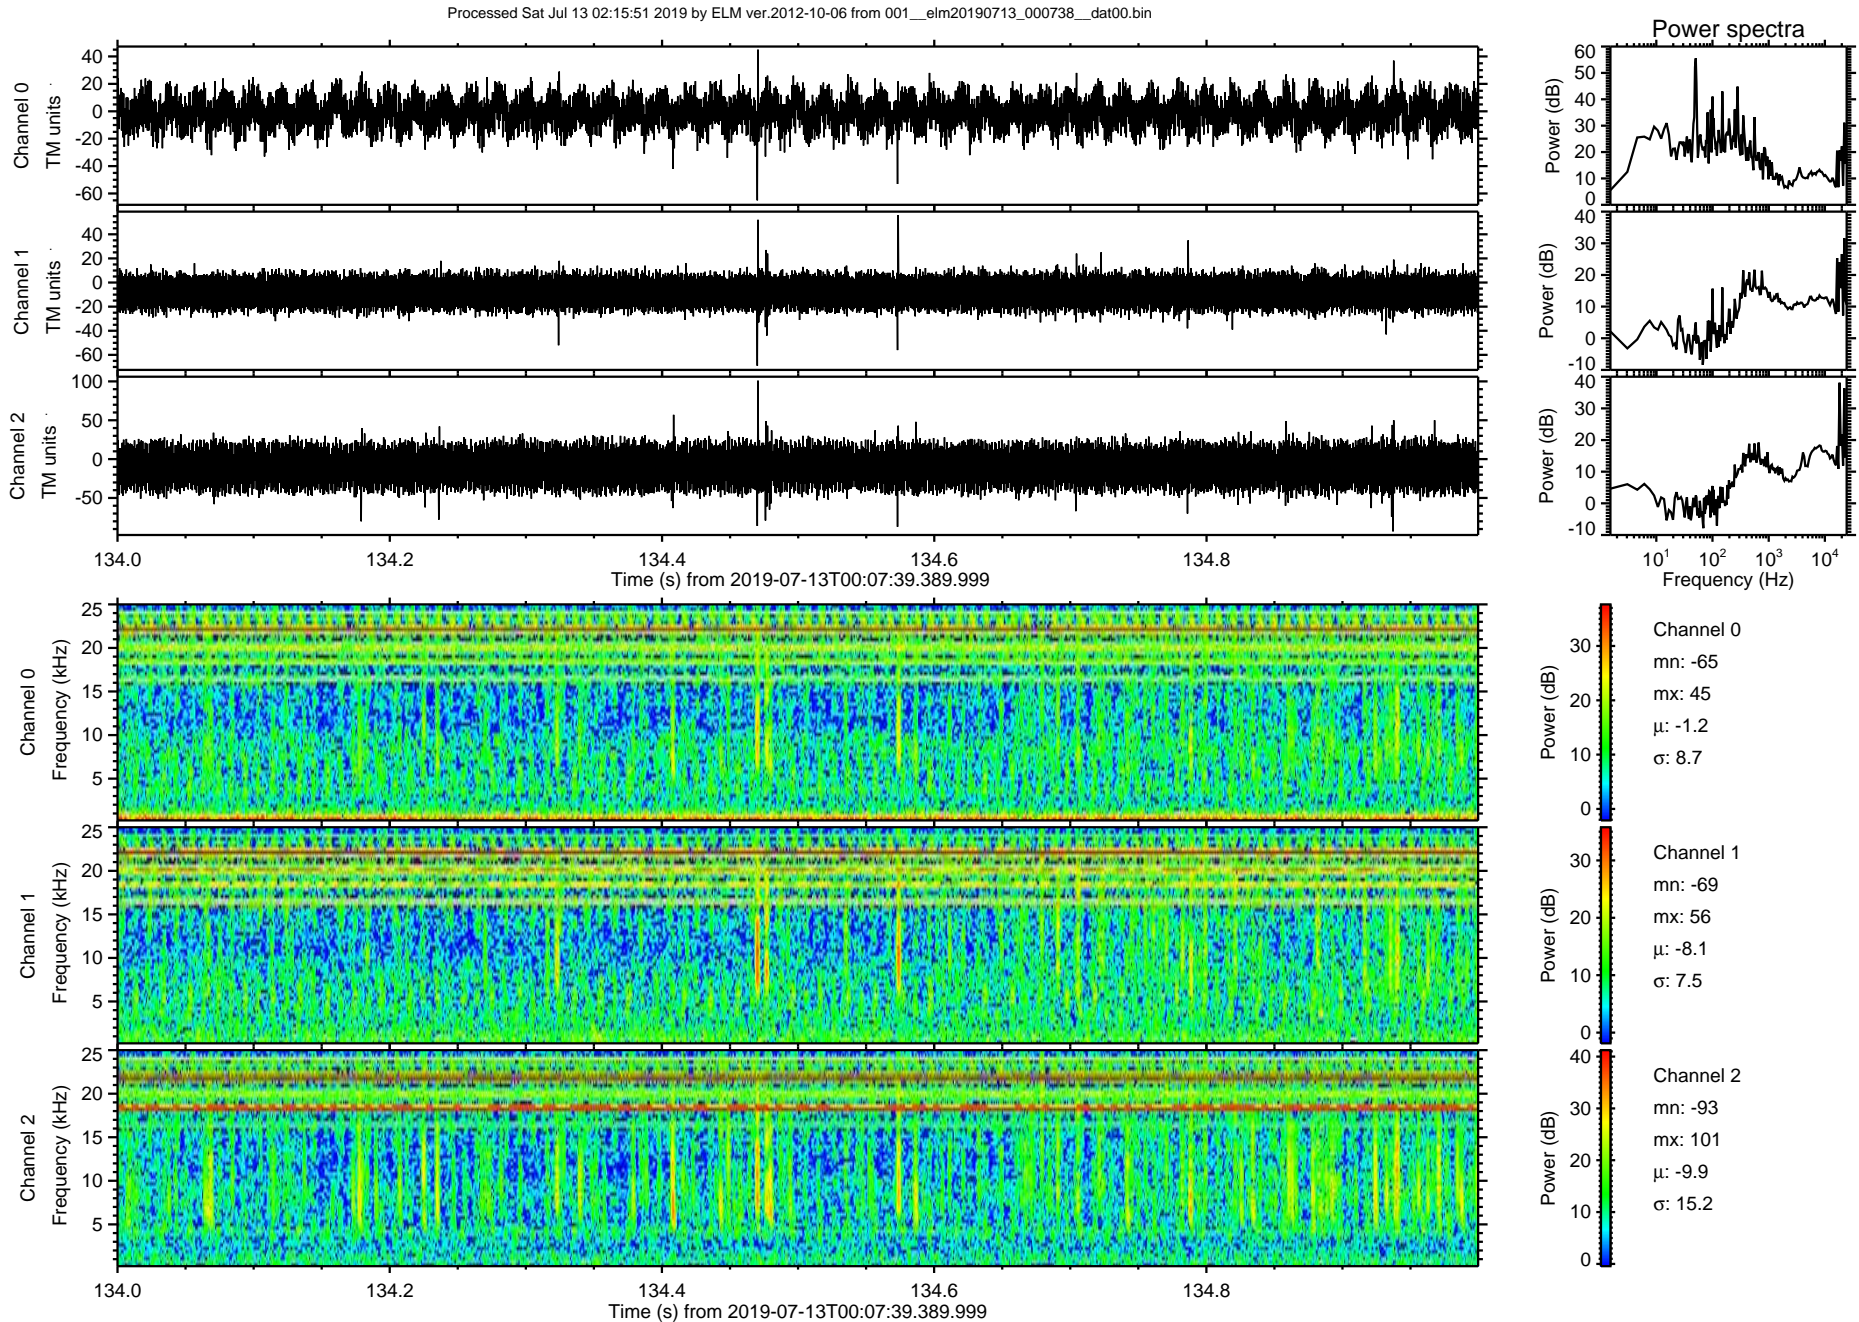 Processed Sat Jul 13 02:15:51 2019 by ELM ver.2012-10-06 from 001__elm20190713_000738__dat00.bin
Power spectra
Channel 0
TM units
40
20
0
-20
-40
-60
Power (dB)
60
50
40
30
20
10
0
Channel 1
TM units
40
20
0
-20
-40
-60
Power (dB)
40
30
20
10
0
-10
Channel 2
TM units
100
50
0
-50
Power (dB)
40
30
20
10
0
-10
134.0 134.2 134.4 134.6 134.8
Time (s) from 2019-07-13T00:07:39.389.999
10¹ 10² 10³ 10⁴
Frequency (Hz)
Channel 0
Frequency (kHz)
25
20
15
10
5
Power (dB)
30
20
10
0
Channel 0
mn: -65
mx: 45
μ: -1.2
σ: 8.7
Channel 1
Frequency (kHz)
25
20
15
10
5
Power (dB)
30
20
10
0
Channel 1
mn: -69
mx: 56
μ: -8.1
σ: 7.5
Channel 2
Frequency (kHz)
25
20
15
10
5
Power (dB)
40
30
20
10
0
Channel 2
mn: -93
mx: 101
μ: -9.9
σ: 15.2
134.0 134.2 134.4 134.6 134.8
Time (s) from 2019-07-13T00:07:39.389.999